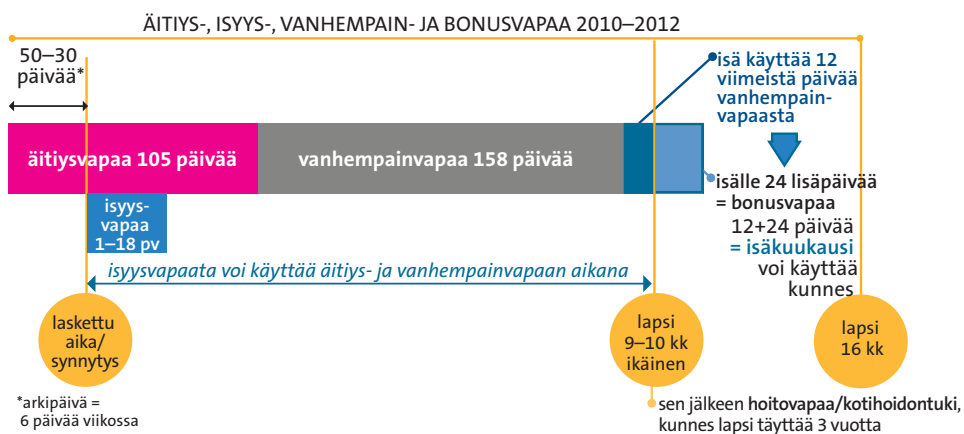 ÄITIYS-, ISYYS-, VANHEMPAIN- JA BONUSVAPAA 2010–2012
50–30
päivää*
isä käyttää 12
viimeistä päivää
vanhempain-
vapaasta
äitiysvapaa 105 päivää
vanhempainvapaa 158 päivää
isälle 24 lisäpäivää
= bonusvapaa
12+24 päivää
= isäkuukausi
voi käyttää
kunnes
isyys-
vapaa
1–18 pv
isyysvapaata voi käyttää äitiys- ja vanhempainvapaan aikana
laskettu
aika/
synnytys
lapsi
9–10 kk
ikäinen
lapsi
16 kk
*arkipäivä =
6 päivää viikossa
sen jälkeen hoitovapaa/kotihoidontuki,
kunnes lapsi täyttää 3 vuotta